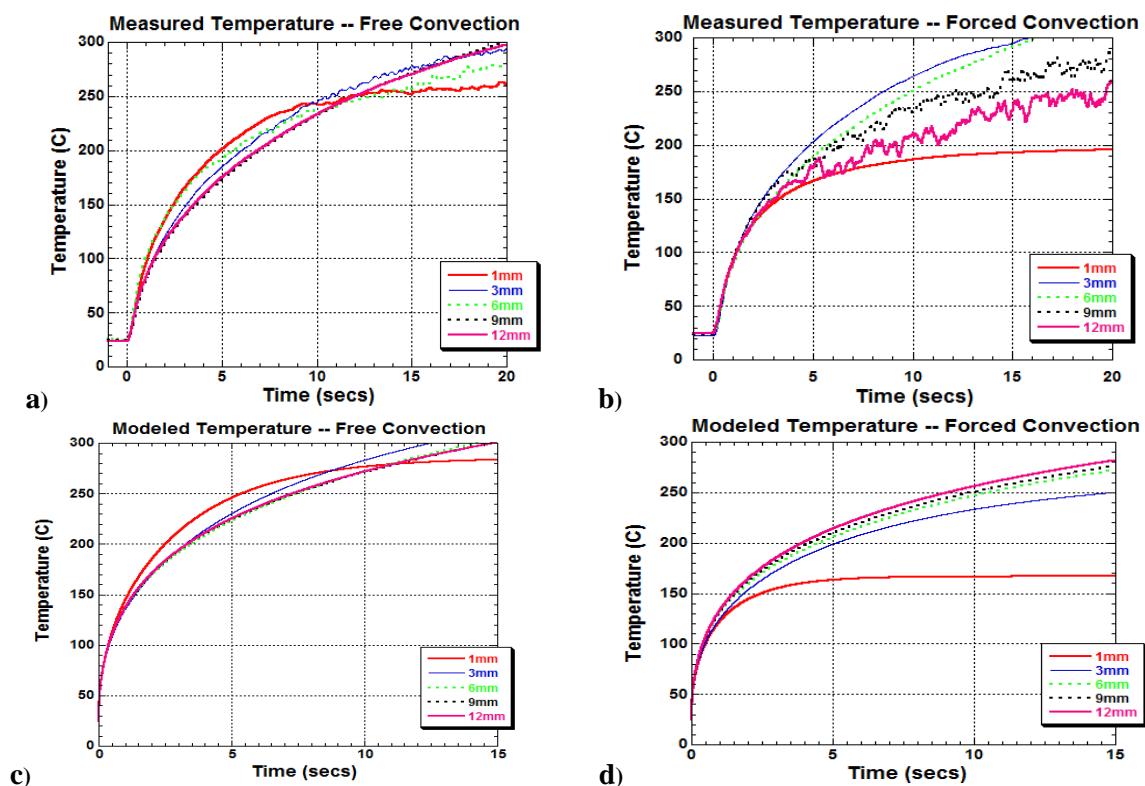 Measured Temperature -- Free Convection
Temperature (C)
300
250
200
150
100
50
0
0
5
10
15
20
Time (secs)
1mm
3mm
6mm
9mm
12mm
a)
Measured Temperature -- Forced Convection
Temperature (C)
300
250
200
150
100
50
0
0
5
10
15
20
Time (secs)
1mm
3mm
6mm
9mm
12mm
b)
Modeled Temperature -- Free Convection
Temperature (C)
300
250
200
150
100
50
0
0
5
10
15
Time (secs)
1mm
3mm
6mm
9mm
12mm
c)
Modeled Temperature -- Forced Convection
Temperature (C)
300
250
200
150
100
50
0
0
5
10
15
Time (secs)
1mm
3mm
6mm
9mm
12mm
d)